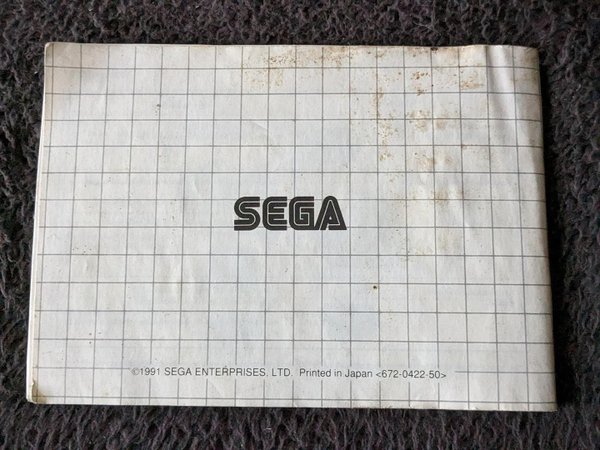 SEGA
©1991 SEGA ENTERPRISES, LTD. Printed in Japan <672-0422-50>